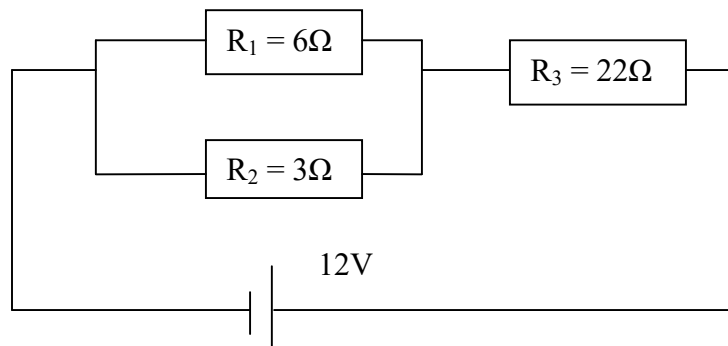 R₁ = 6Ω
R₃ = 22Ω
R₂ = 3Ω
12V